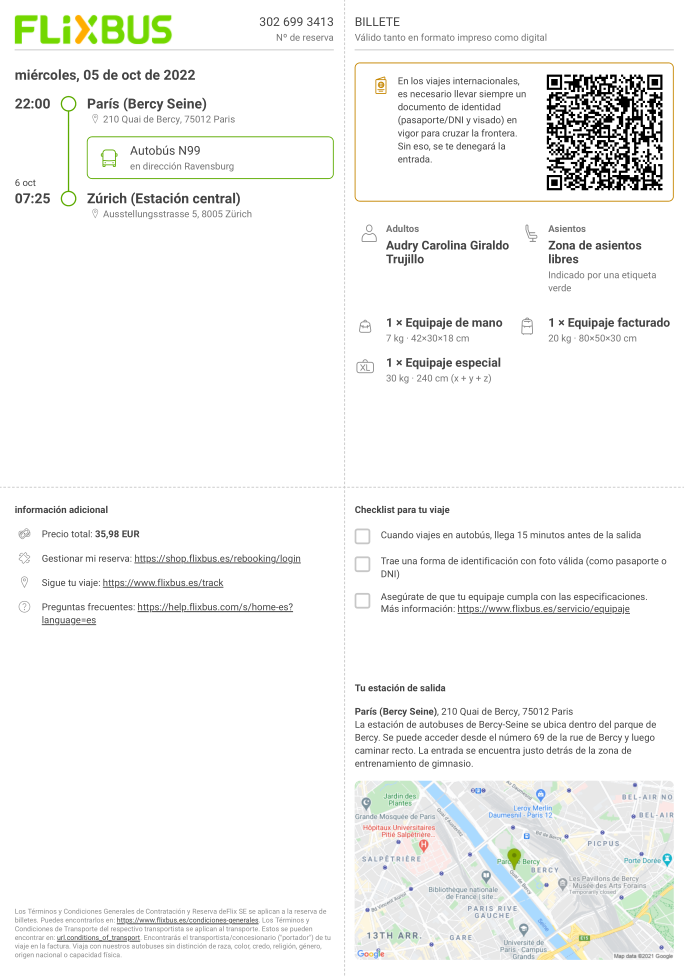 FLiXBUS
302 699 3413
Nº de reserva
miércoles, 05 de oct de 2022
22:00
París (Bercy Seine)
210 Quai de Bercy, 75012 Paris
Autobús N99
en dirección Ravensburg
6 oct
07:25
Zúrich (Estación central)
Ausstellungsstrasse 5, 8005 Zürich
BILLETE
Válido tanto en formato impreso como digital
En los viajes internacionales,
es necesario llevar siempre un
documento de identidad
(pasaporte/DNI y visado) en
vigor para cruzar la frontera.
Sin eso, se te denegará la
entrada.
Adultos
Audry Carolina Giraldo
Trujillo
Asientos
Zona de asientos
libres
Indicado por una etiqueta
verde
1 × Equipaje de mano
7 kg · 42×30×18 cm
1 × Equipaje facturado
20 kg · 80×50×30 cm
XL
1 × Equipaje especial
30 kg · 240 cm (x + y + z)
información adicional
Precio total: 35,98 EUR
Gestionar mi reserva: https://shop.flixbus.es/rebooking/login
Sigue tu viaje: https://www.flixbus.es/track
Preguntas frecuentes: https://help.flixbus.com/s/home-es?
language=es
Los Términos y Condiciones Generales de Contratación y Reserva deFlix SE se aplican a la reserva de
billetes. Puedes encontrarlos en: https://www.flixbus.es/condiciones-generales. Los Términos y
Condiciones de Transporte del respectivo transportista se aplican al transporte. Estos se pueden
encontrar en: url.conditions_of_transport. Encontrarás el transportista/concesionario ("portador") de tu
viaje en la factura. Viaja con nuestros autobuses sin distinción de raza, color, credo, religión, género,
origen nacional o capacidad física.
Checklist para tu viaje
Cuando viajes en autobús, llega 15 minutos antes de la salida
Trae una forma de identificación con foto válida (como pasaporte o
DNI)
Asegúrate de que tu equipaje cumpla con las especificaciones.
Más información: https://www.flixbus.es/servicio/equipaje
Tu estación de salida
París (Bercy Seine), 210 Quai de Bercy, 75012 Paris
La estación de autobuses de Bercy-Seine se ubica dentro del parque de
Bercy. Se puede acceder desde el número 69 de la rue de Bercy y luego
caminar recto. La entrada se encuentra justo detrás de la zona de
entrenamiento de gimnasio.
Jardin des
Plantes
Grande Mosquée de Paris
Hôpitaux Universitaires
Pitié Salpêtrière...
SALPÊTRIÈRE
Av. Daumesnil
Leroy Merlin
Daumesnil - Paris 12
BEL-AIR NO
BEL-AIR
Quai d'Austerlitz
Bd de Bercy
PICPUS
Parc de Bercy
BERCY
Quai de Bercy
Porte Dorée
Les Pavillons de Bercy
- Musée des Arts Forains
Temporarily closed
Bibliothèque nationale
de France | site...
Bd Vincent Auriol
PARIS RIVE
GAUCHE
Seine
13TH ARR.
GARE
Université de
Paris - Campus
Grands
Google
Map data ©2021 Google